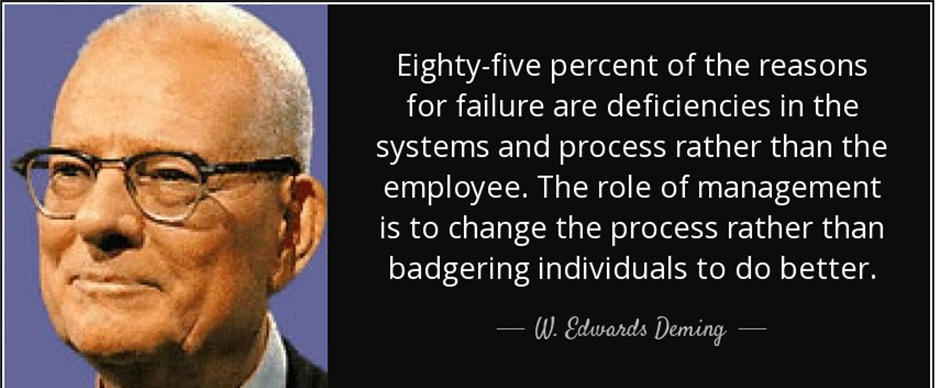 Eighty-five percent of the reasons
for failure are deficiencies in the
systems and process rather than the
employee. The role of management
is to change the process rather than
badgering individuals to do better.
— W. Edwards Deming —